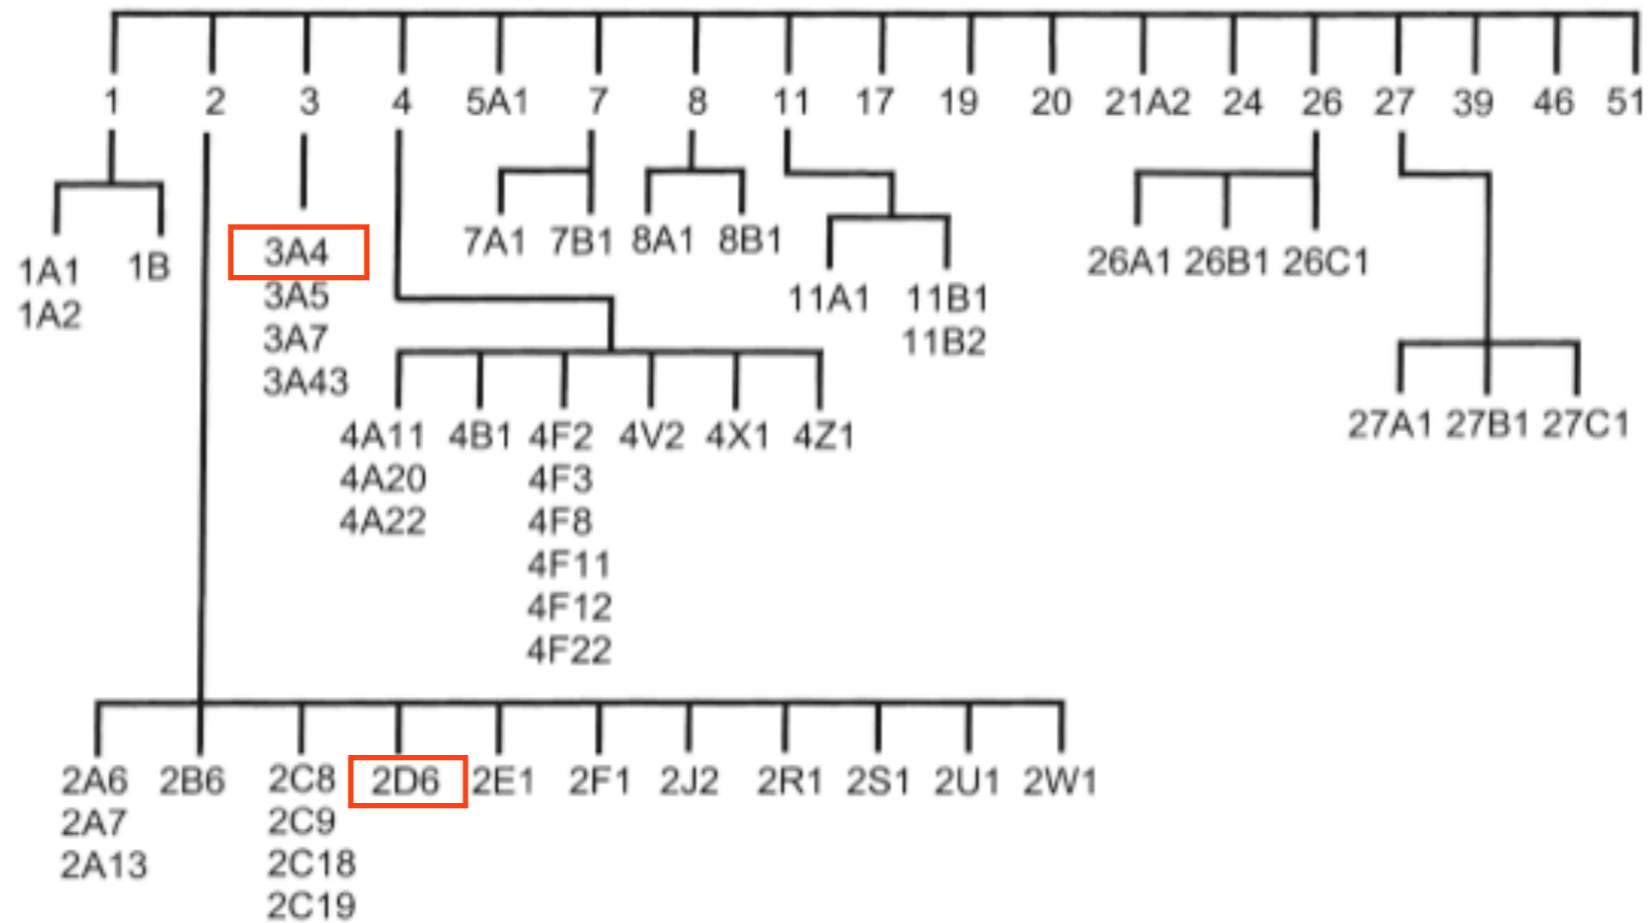 1 2 3 4 5A1 7 8 11 17 19 20 21A2 24 26 27 39 46 51
1A1 1B
1A2
3A4
3A5
3A7
3A43
7A1 7B1 8A1 8B1
11A1 11B1
11B2
26A1 26B1 26C1
27A1 27B1 27C1
4A11 4B1 4F2 4V2 4X1 4Z1
4A20 4F3
4A22 4F8
4F11
4F12
4F22
2A6 2B6 2C8 2D6 2E1 2F1 2J2 2R1 2S1 2U1 2W1
2A7 2C9
2A13 2C18
2C19